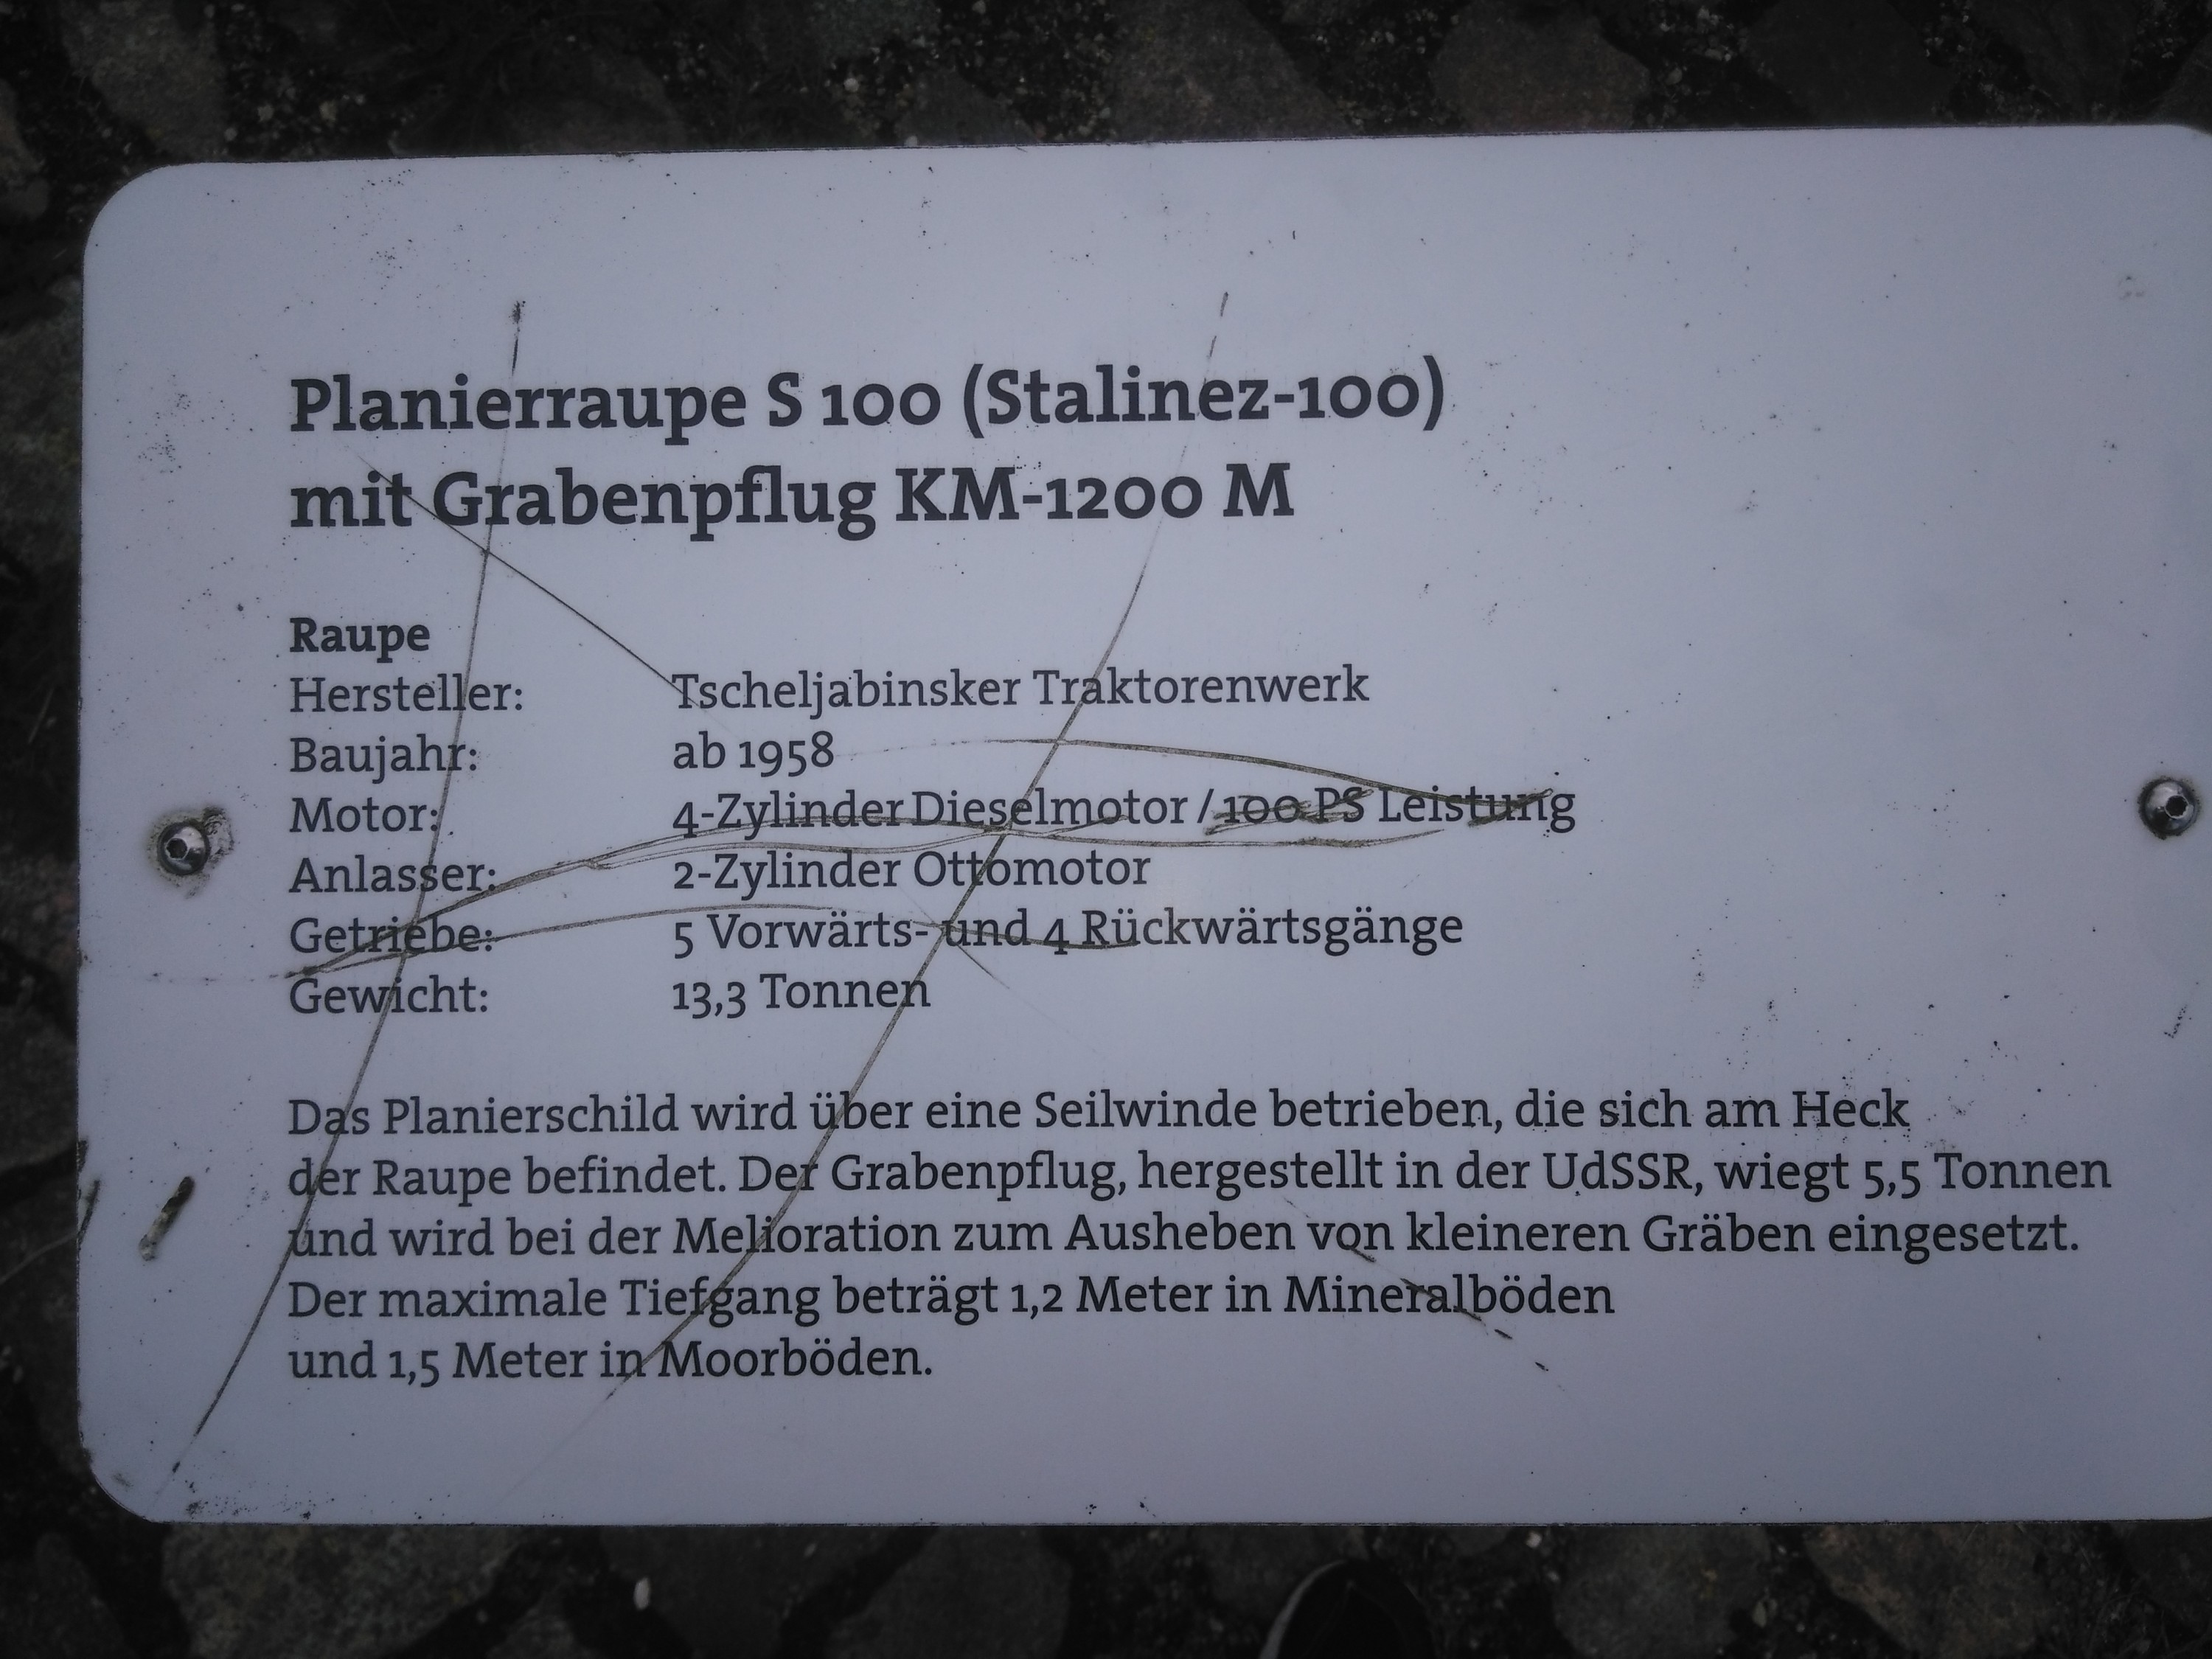 Planierraupe S 100 (Stalinez-100)
mit Grabenpflug KM-1200 M
Raupe
Hersteller: Tscheljabinsker Traktorenwerk
Baujahr: ab 1958
Motor: 4-Zylinder Dieselmotor / 100 PS Leistung
Anlasser: 2-Zylinder Ottomotor
Getriebe: 5 Vorwärts- und 4 Rückwärtsgänge
Gewicht: 13,3 Tonnen
Das Planierschild wird über eine Seilwinde betrieben, die sich am Heck
der Raupe befindet. Der Grabenpflug, hergestellt in der UdSSR, wiegt 5,5 Tonnen
und wird bei der Melioration zum Ausheben von kleineren Gräben eingesetzt.
Der maximale Tiefgang beträgt 1,2 Meter in Mineralböden
und 1,5 Meter in Moorböden.